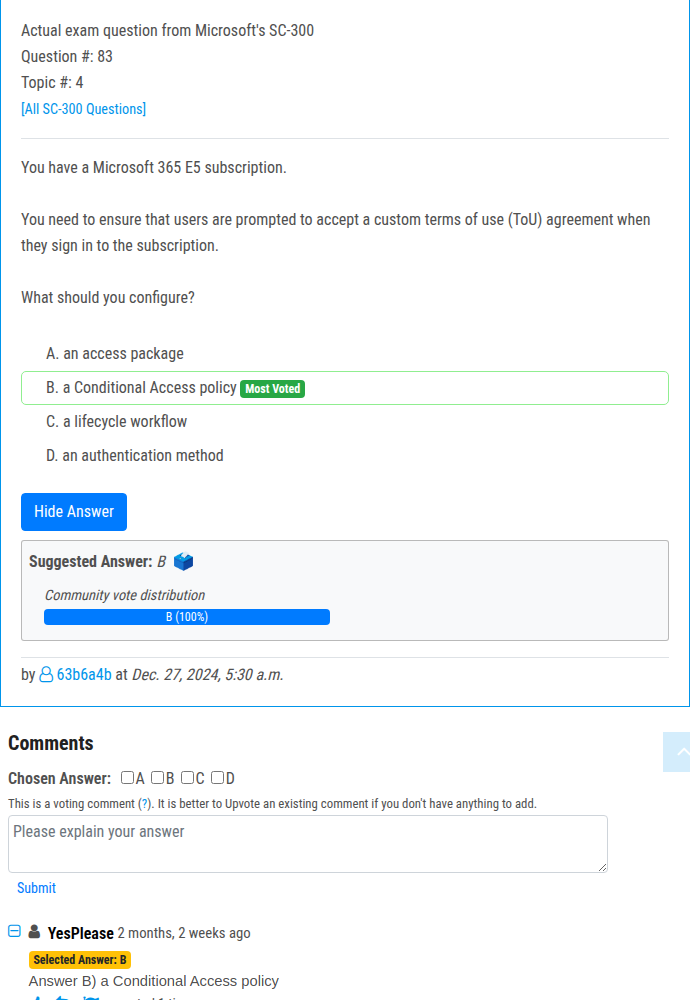 Actual exam question from Microsoft's SC-300
Question #: 83
Topic #: 4
[All SC-300 Questions]
You have a Microsoft 365 E5 subscription.
You need to ensure that users are prompted to accept a custom terms of use (ToU) agreement when
they sign in to the subscription.
What should you configure?
A. an access package
B. a Conditional Access policy Most Voted
C. a lifecycle workflow
D. an authentication method
Hide Answer
Suggested Answer: B
Community vote distribution
B (100%)
by 63b6a4b at Dec. 27, 2024, 5:30 a.m.
Comments
Chosen Answer: A B C D
This is a voting comment (?). It is better to Upvote an existing comment if you don't have anything to add.
Please explain your answer
Submit
YesPlease 2 months, 2 weeks ago
Selected Answer: B
Answer B) a Conditional Access policy